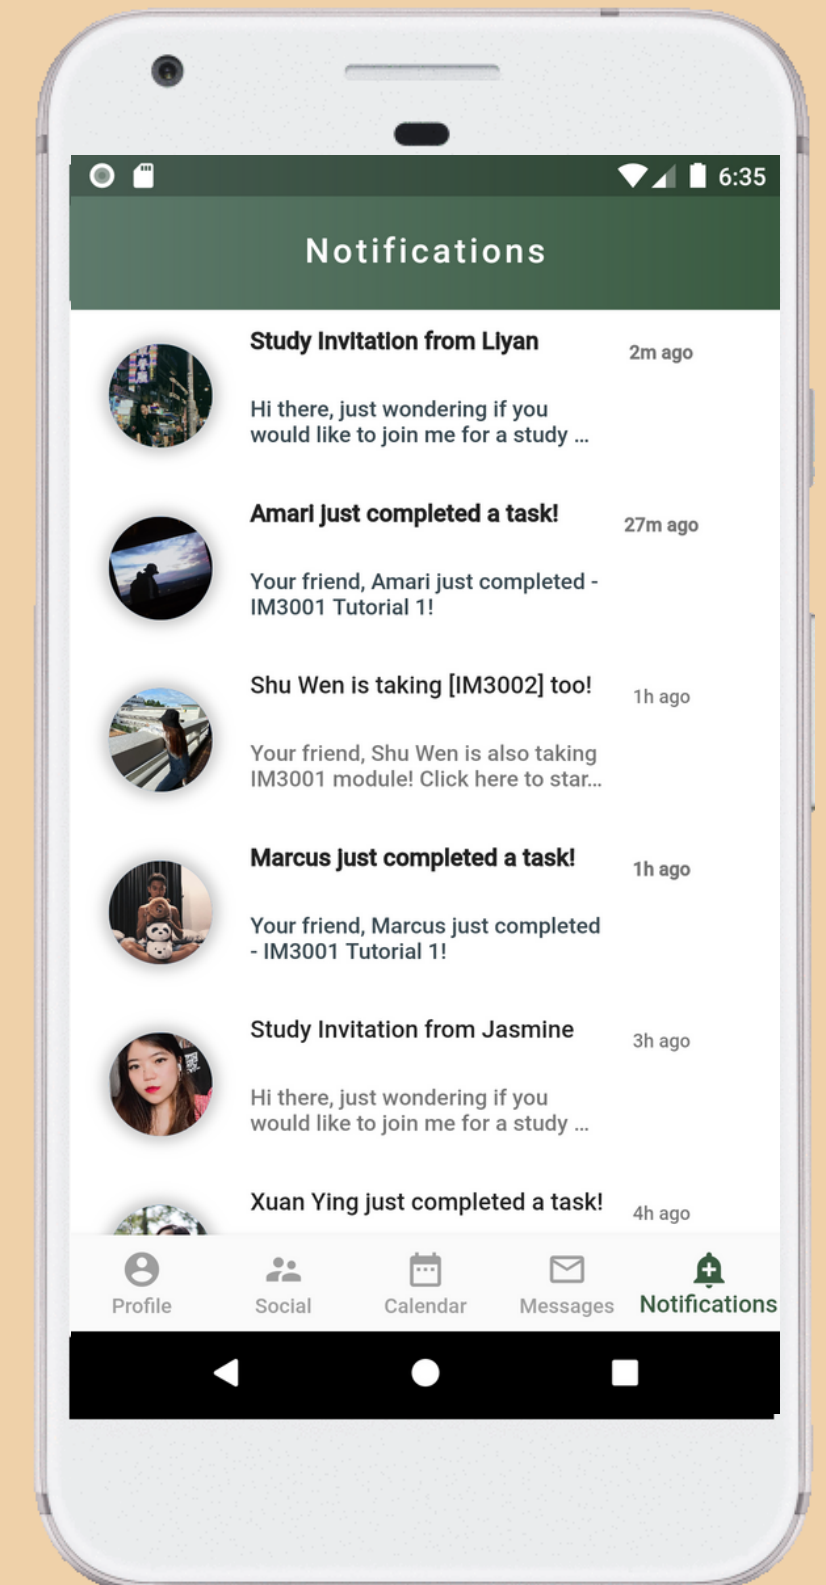 6:35
Notifications
Study Invitation from Liyan
2m ago
Hi there, just wondering if you
would like to join me for a study ...
Amari just completed a task!
27m ago
Your friend, Amari just completed -
IM3001 Tutorial 1!
Shu Wen is taking [IM3002] too!
1h ago
Your friend, Shu Wen is also taking
IM3001 module! Click here to star...
Marcus just completed a task!
1h ago
Your friend, Marcus just completed
- IM3001 Tutorial 1!
Study Invitation from Jasmine
3h ago
Hi there, just wondering if you
would like to join me for a study ...
Xuan Ying just completed a task!
4h ago
Profile
Social
Calendar
Messages
Notifications